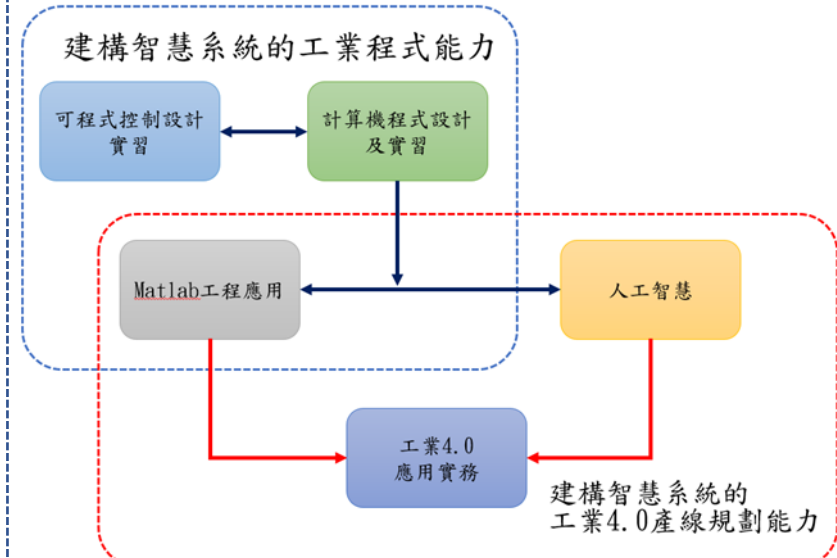 建構智慧系統的工業程式能力
可程式控制設計
實習
計算機程式設計
及實習
Matlab工程應用
人工智慧
工業4.0
應用實務
建構智慧系統的
工業4.0產線規劃能力